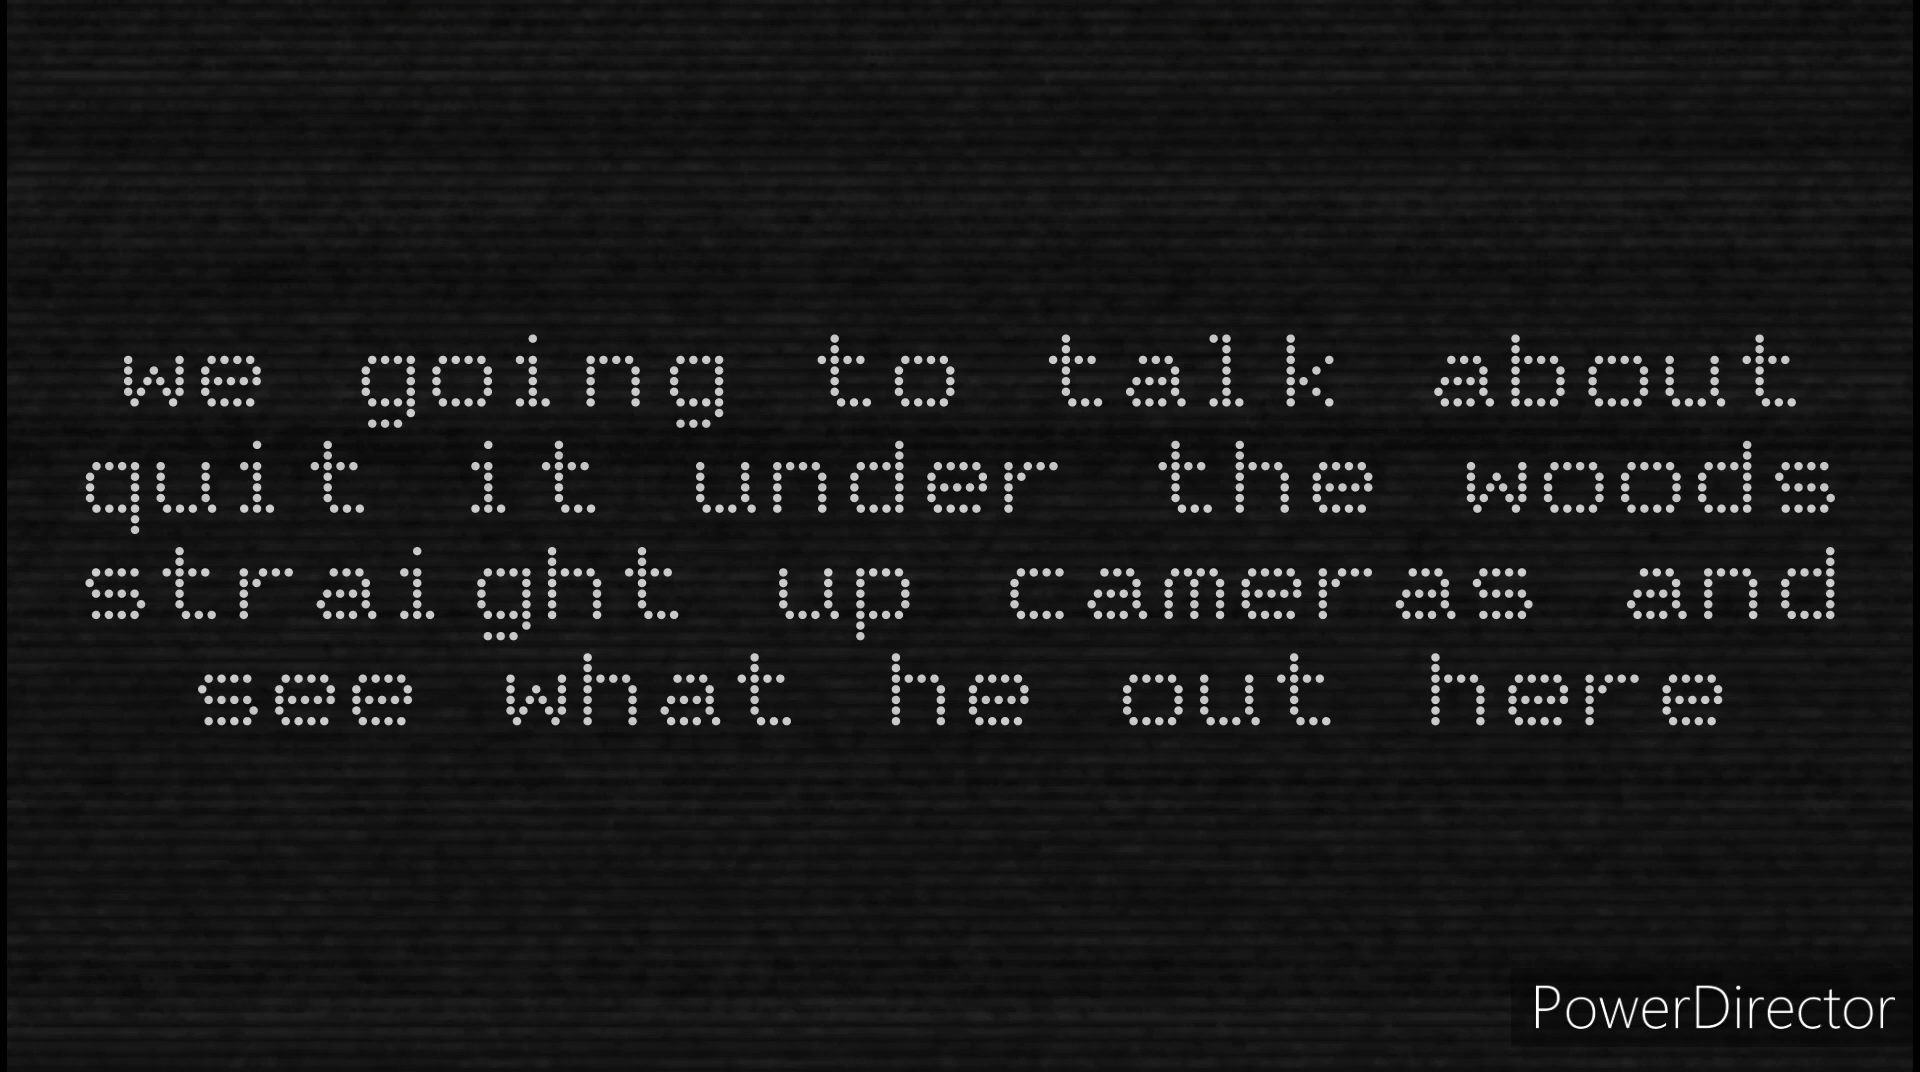 we going to talk about
quit it under the woods
straight up cameras and
see what he out here
PowerDirector